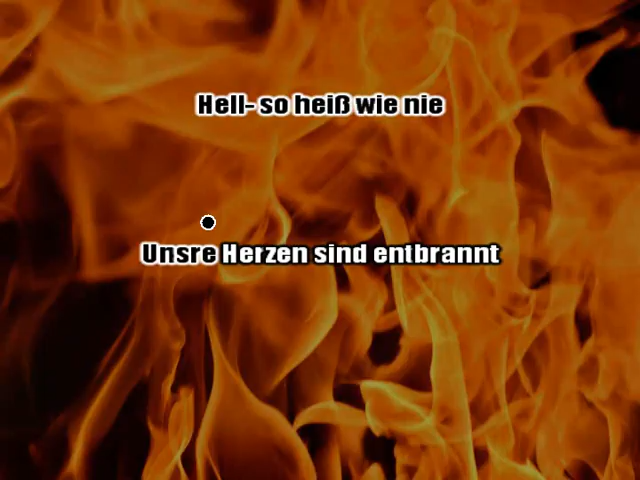 Hell- so heiß wie nie
Unsre Herzen sind entbrannt